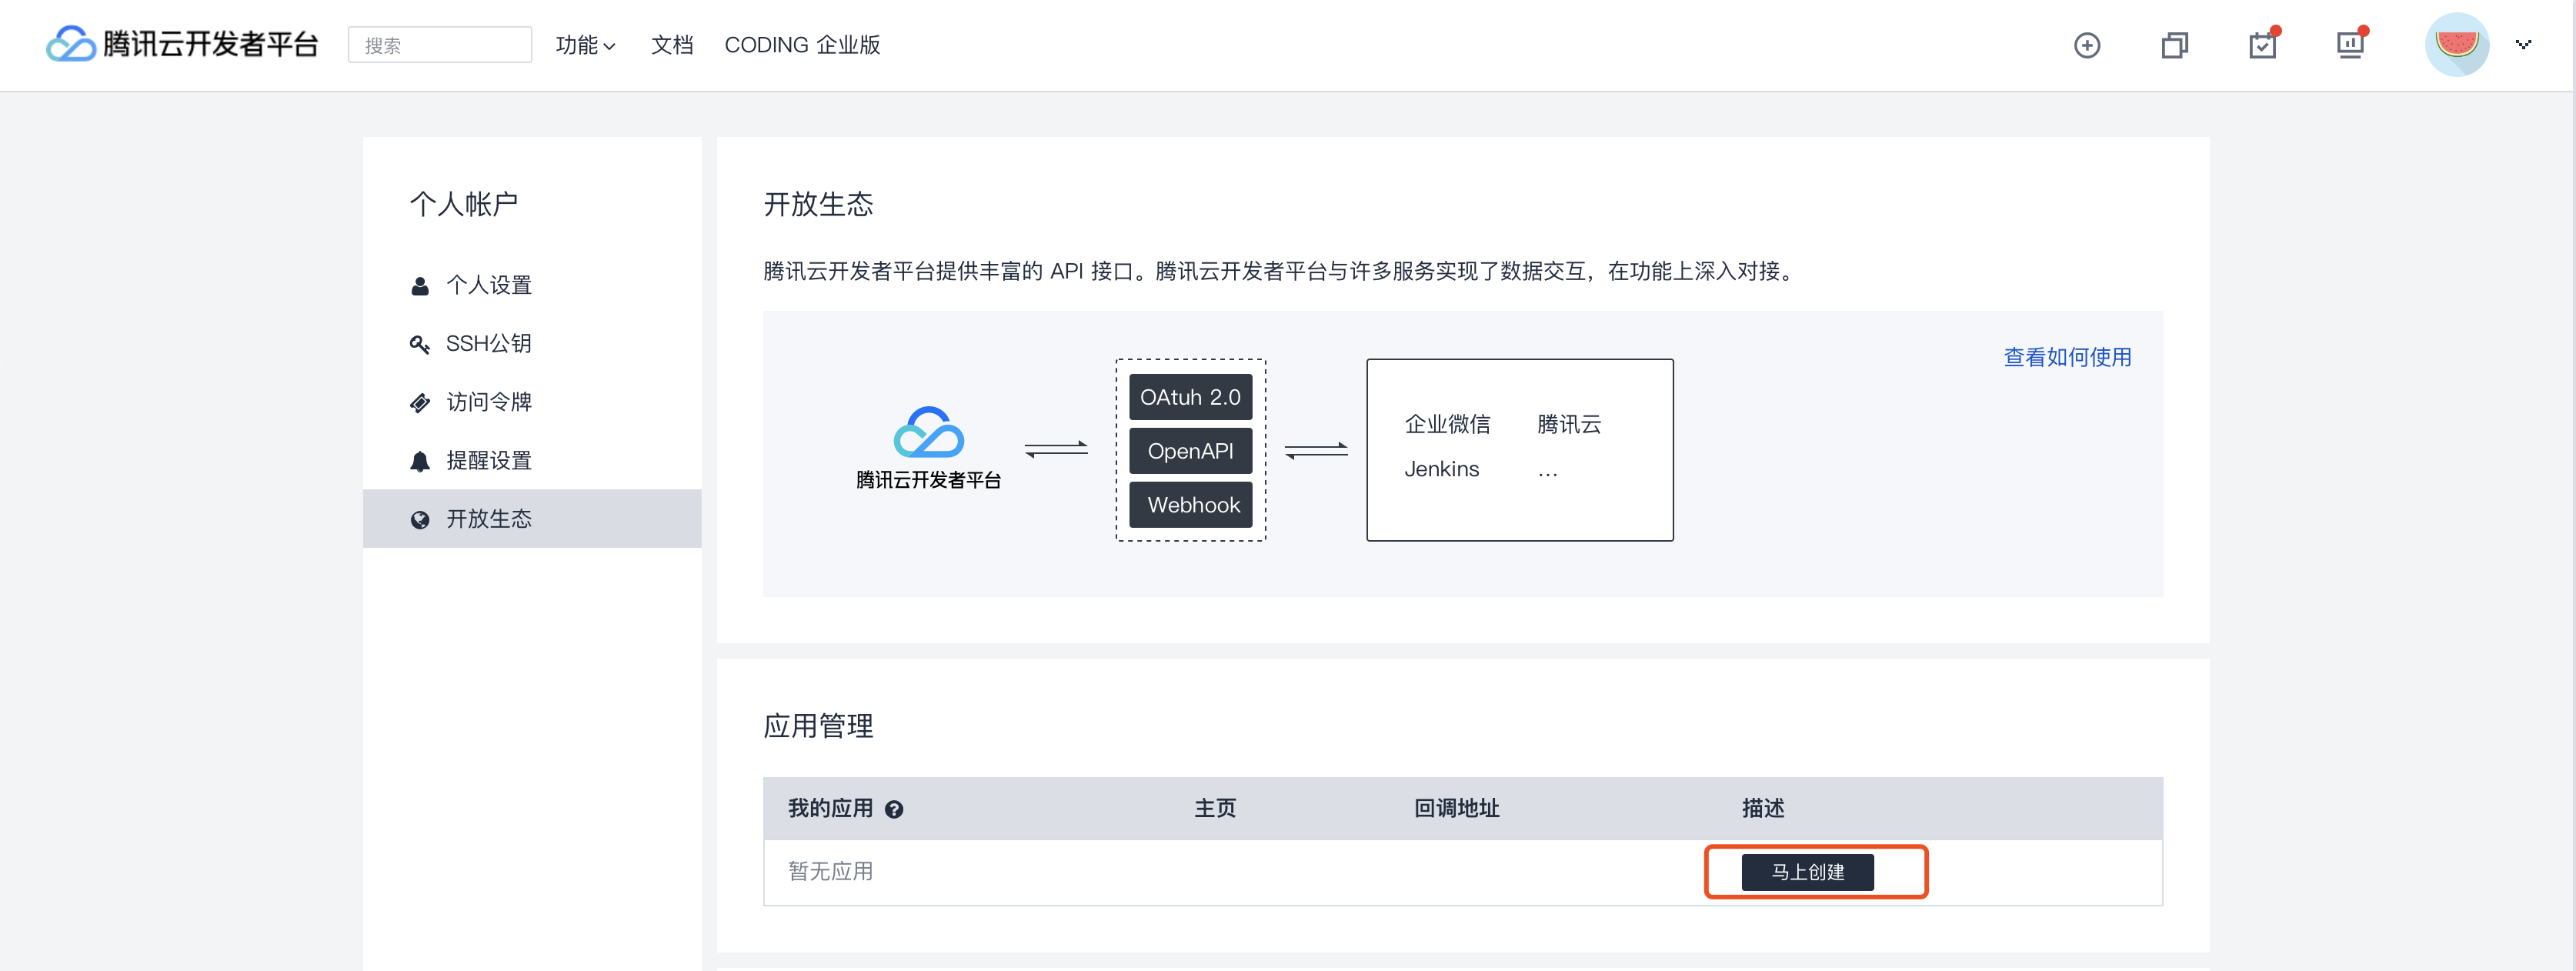 腾讯云开发者平台
搜索
功能
文档
CODING 企业版
个人帐户
个人设置
SSH公钥
访问令牌
提醒设置
开放生态
开放生态
腾讯云开发者平台提供丰富的 API 接口。腾讯云开发者平台与许多服务实现了数据交互，在功能上深入对接。
查看如何使用
腾讯云开发者平台
OAtuh 2.0
OpenAPI
Webhook
企业微信 腾讯云
Jenkins ...
应用管理
我的应用 ? 主页 回调地址 描述
暂无应用 马上创建